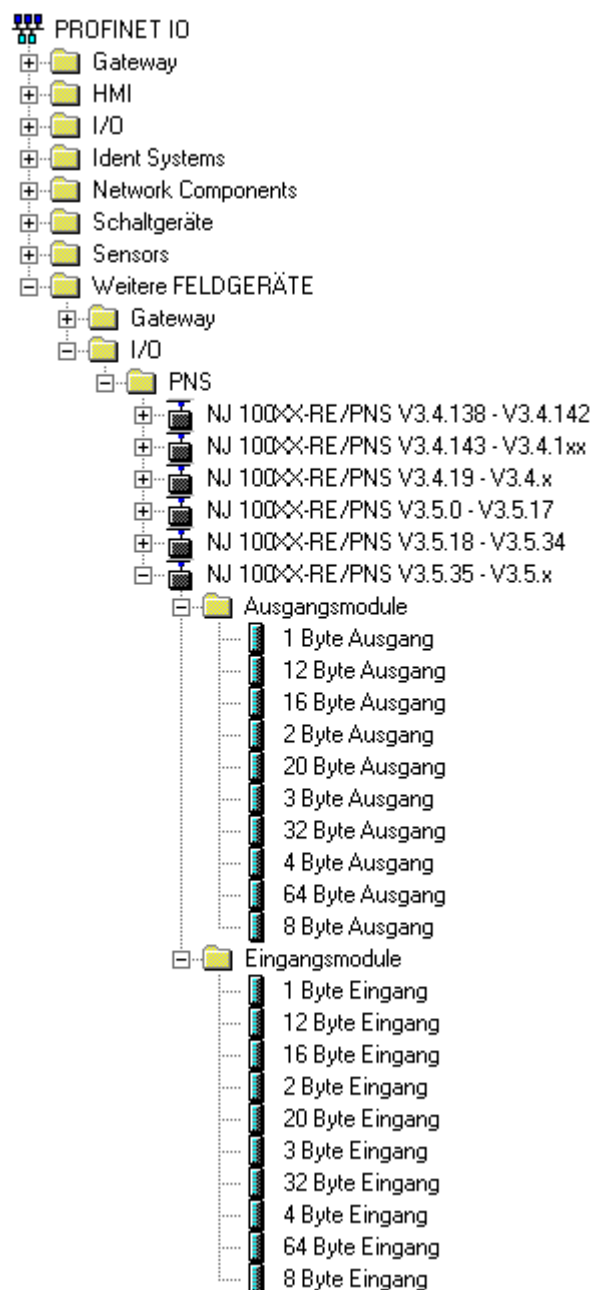 PROFINET IO
Gateway
HMI
I/O
Ident Systems
Network Components
Schaltgeräte
Sensors
Weitere FELDGERÄTE
Gateway
I/O
PNS
NJ 100XX-RE/PNS V3.4.138 - V3.4.142
NJ 100XX-RE/PNS V3.4.143 - V3.4.1xx
NJ 100XX-RE/PNS V3.4.19 - V3.4.x
NJ 100XX-RE/PNS V3.5.0 - V3.5.17
NJ 100XX-RE/PNS V3.5.18 - V3.5.34
NJ 100XX-RE/PNS V3.5.35 - V3.5.x
Ausgangsmodule
1 Byte Ausgang
12 Byte Ausgang
16 Byte Ausgang
2 Byte Ausgang
20 Byte Ausgang
3 Byte Ausgang
32 Byte Ausgang
4 Byte Ausgang
64 Byte Ausgang
8 Byte Ausgang
Eingangsmodule
1 Byte Eingang
12 Byte Eingang
16 Byte Eingang
2 Byte Eingang
20 Byte Eingang
3 Byte Eingang
32 Byte Eingang
4 Byte Eingang
64 Byte Eingang
8 Byte Eingang